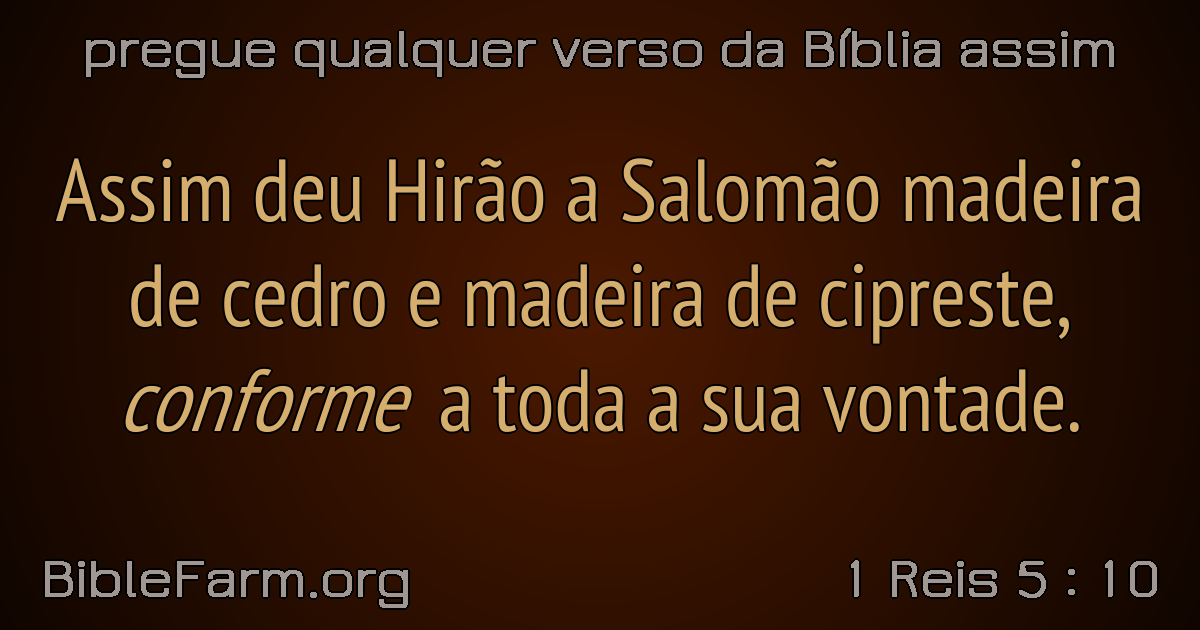 pregue qualquer verso da Bíblia assim
Assim deu Hirão a Salomão madeira
de cedro e madeira de cipreste,
conforme a toda a sua vontade.
BibleFarm.org
1 Reis 5 : 10